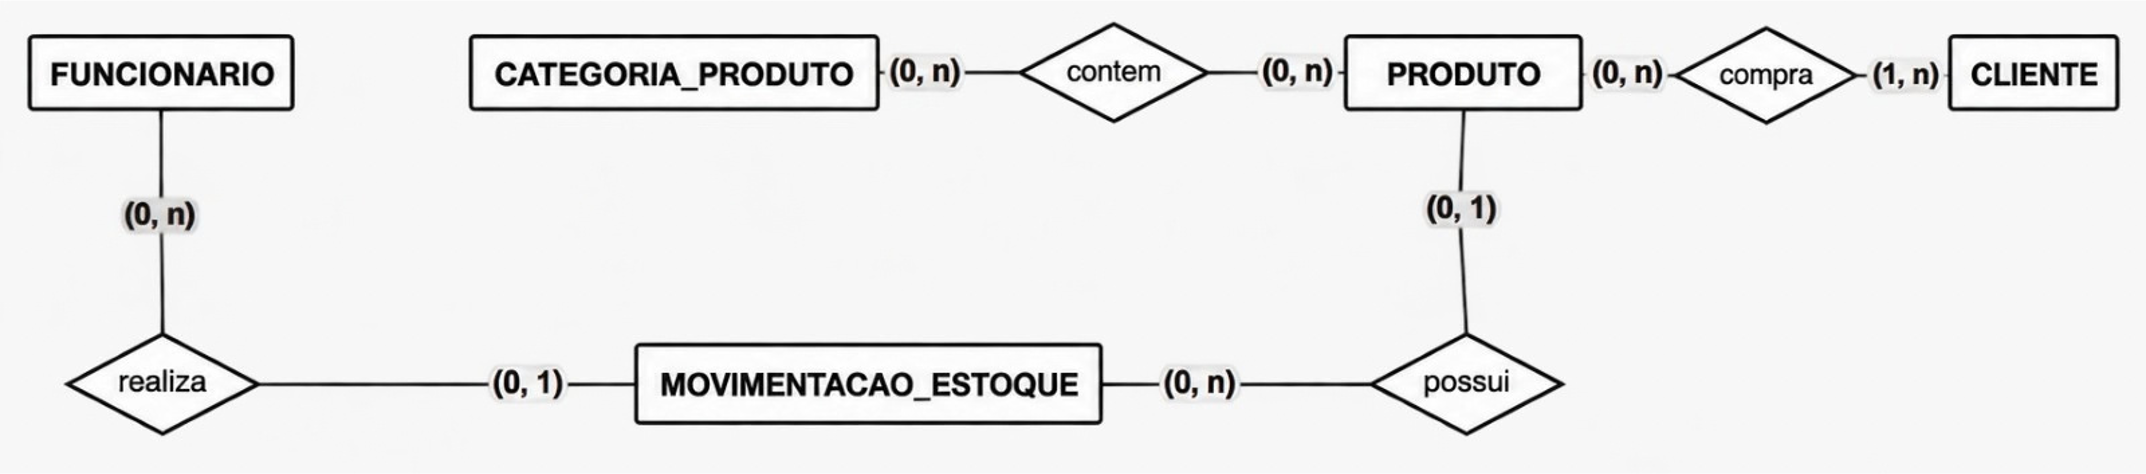 FUNCIONARIO
CATEGORIA_PRODUTO
(0, n)
contem
(0, n)
PRODUTO
(0, n)
compra
(1, n)
CLIENTE
(0, n)
(0, 1)
realiza
(0, 1)
MOVIMENTACAO_ESTOQUE
(0, n)
possui